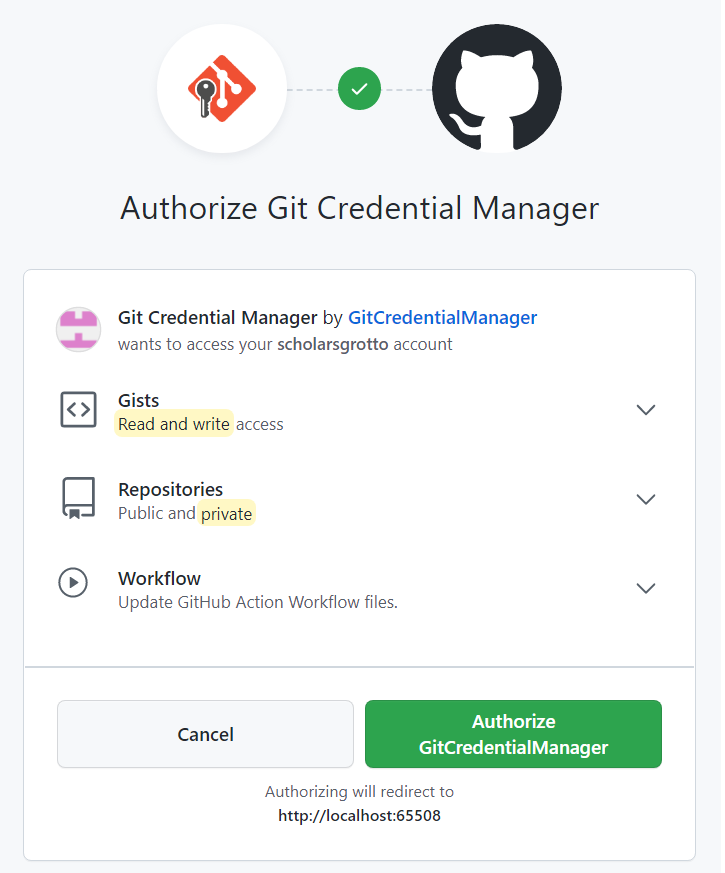 Authorize Git Credential Manager
Git Credential Manager by GitCredentialManager
wants to access your scholarsgrotto account
Gists
Read and write access
Repositories
Public and private
Workflow
Update GitHub Action Workflow files.
Cancel
Authorize
GitCredentialManager
Authorizing will redirect to
http://localhost:65508